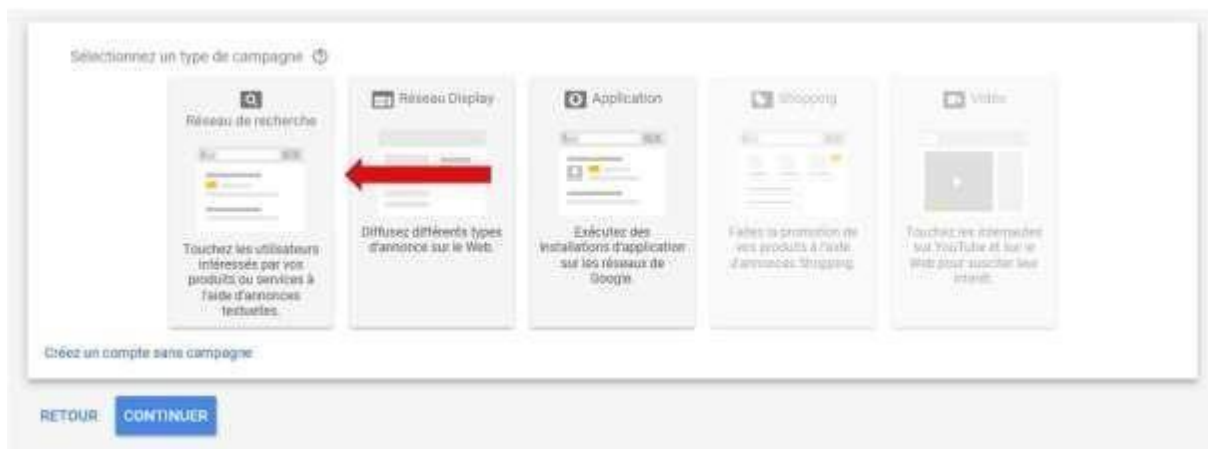 Sélectionnez un type de campagne
Réseau de recherche
Touchez les utilisateurs
intéressés par vos
produits ou services à
l'aide d'annonces
textuelles.
Réseau Display
Diffusez différents types
d'annonce sur le Web.
Application
Exécutez des
installations d'application
sur les réseaux de
Google.
Shopping
Faites la promotion de
vos produits à l'aide
d'annonces Shopping.
Vidéo
Touchez les internautes
sur YouTube et sur le
Web pour susciter leur
intérêt.
Créez un compte sans campagne
RETOUR
CONTINUER